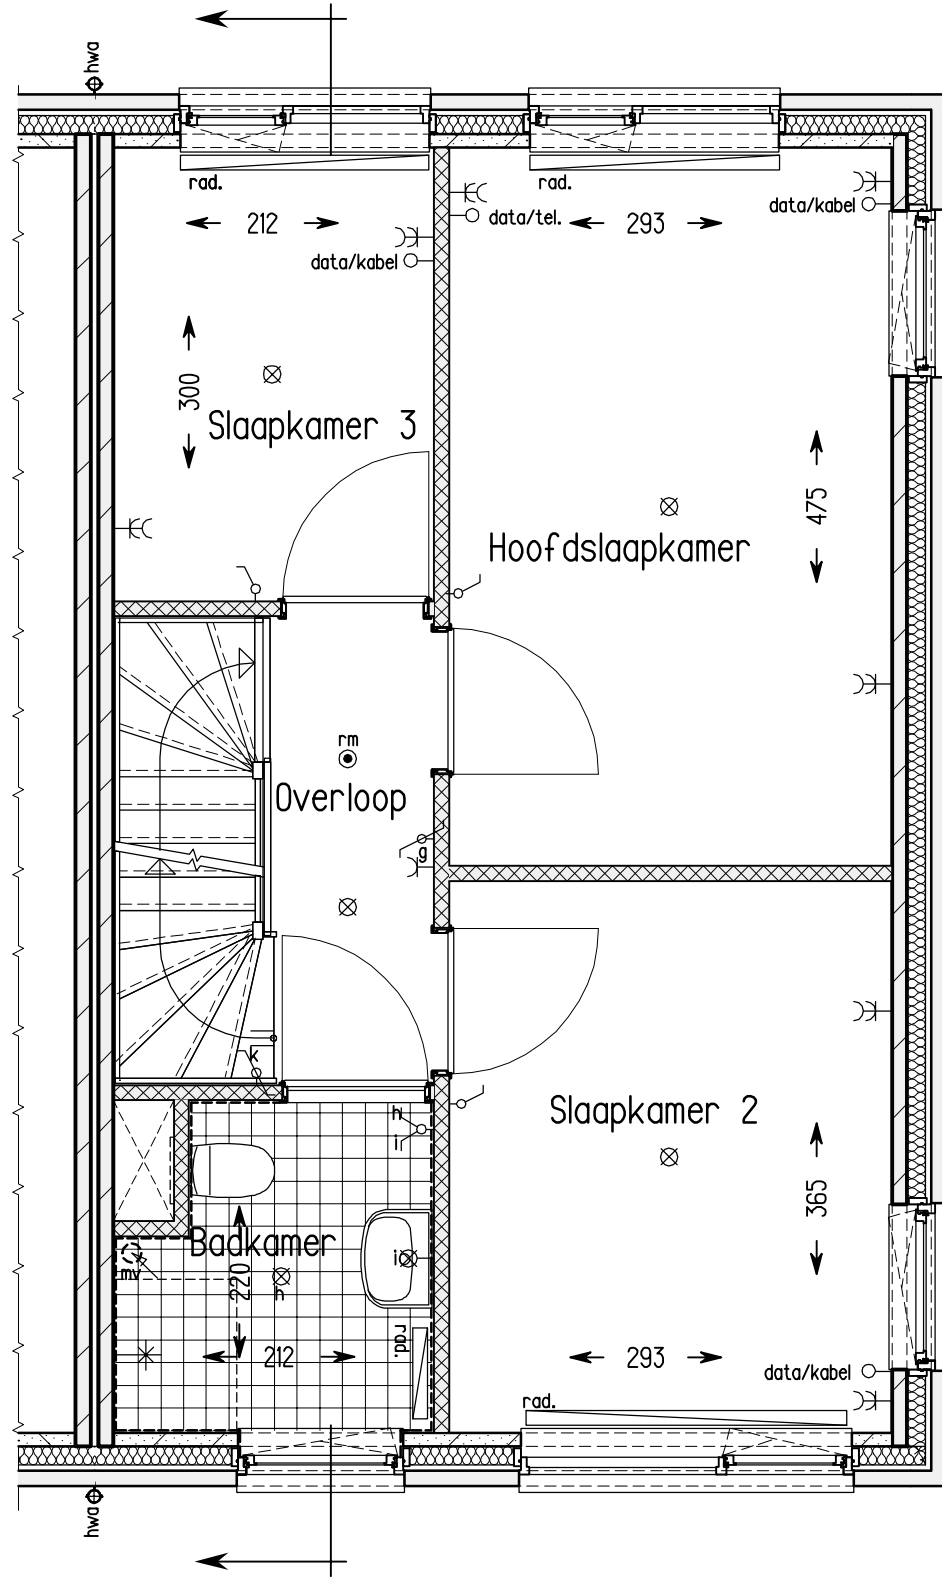 hwa
rad.
rad.
data/kabel
data/tel.
212
293
data/kabel
300
Slaapkamer 3
475
Hoofdslaapkamer
rm
Overloop
g
k
h
i
Slaapkamer 2
365
Badkamer
mv
220
i
h
rad.
212
293
data/kabel
rad.
hwa